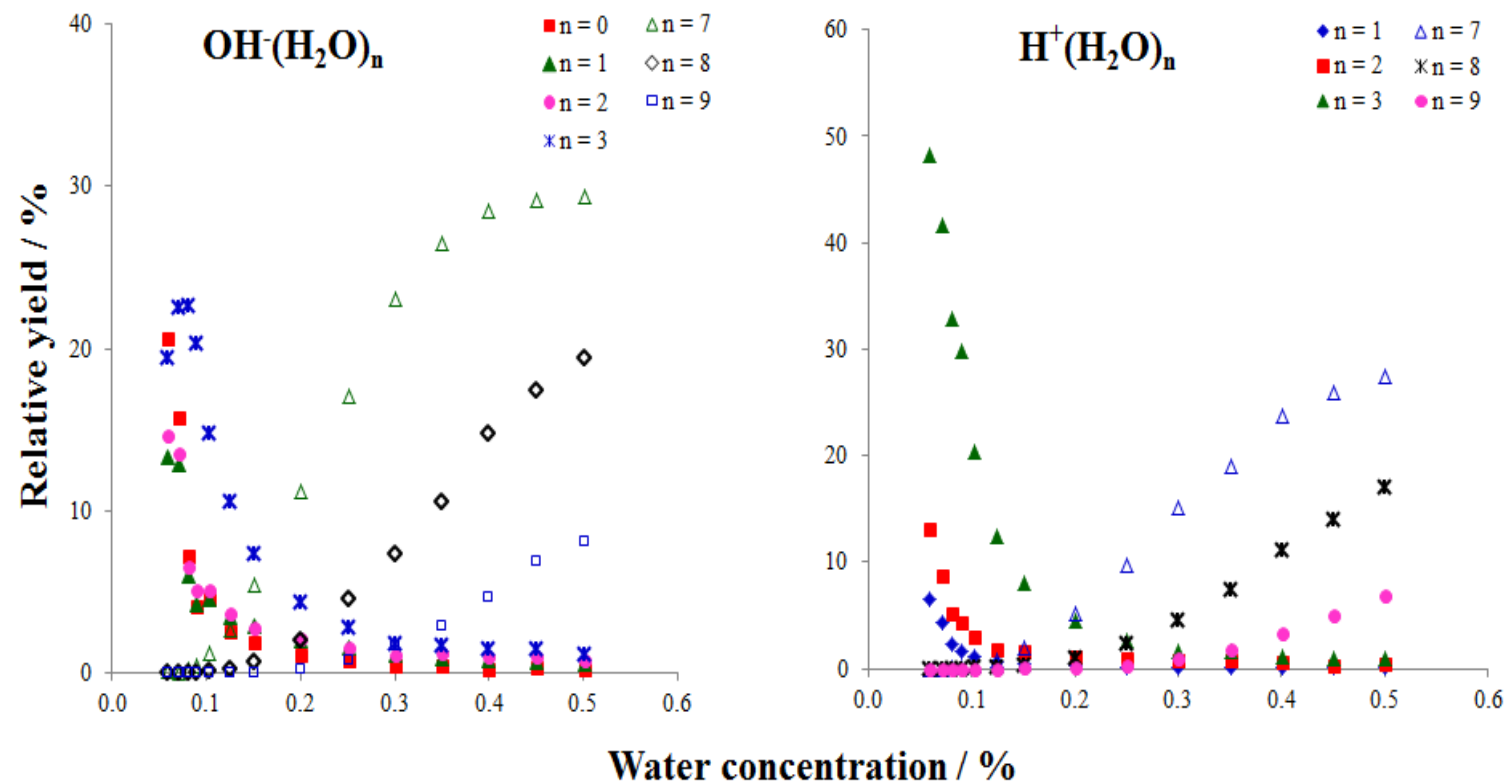 Relative yield / %
40
30
20
10
0
0.0 0.1 0.2 0.3 0.4 0.5 0.6
OH⁻(H₂O)ₙ
n = 0 n = 7
n = 1 n = 8
n = 2 n = 9
n = 3
60
50
40
30
20
10
0
0.0 0.1 0.2 0.3 0.4 0.5 0.6
H⁺(H₂O)ₙ
n = 1 n = 7
n = 2 n = 8
n = 3 n = 9
Water concentration / %